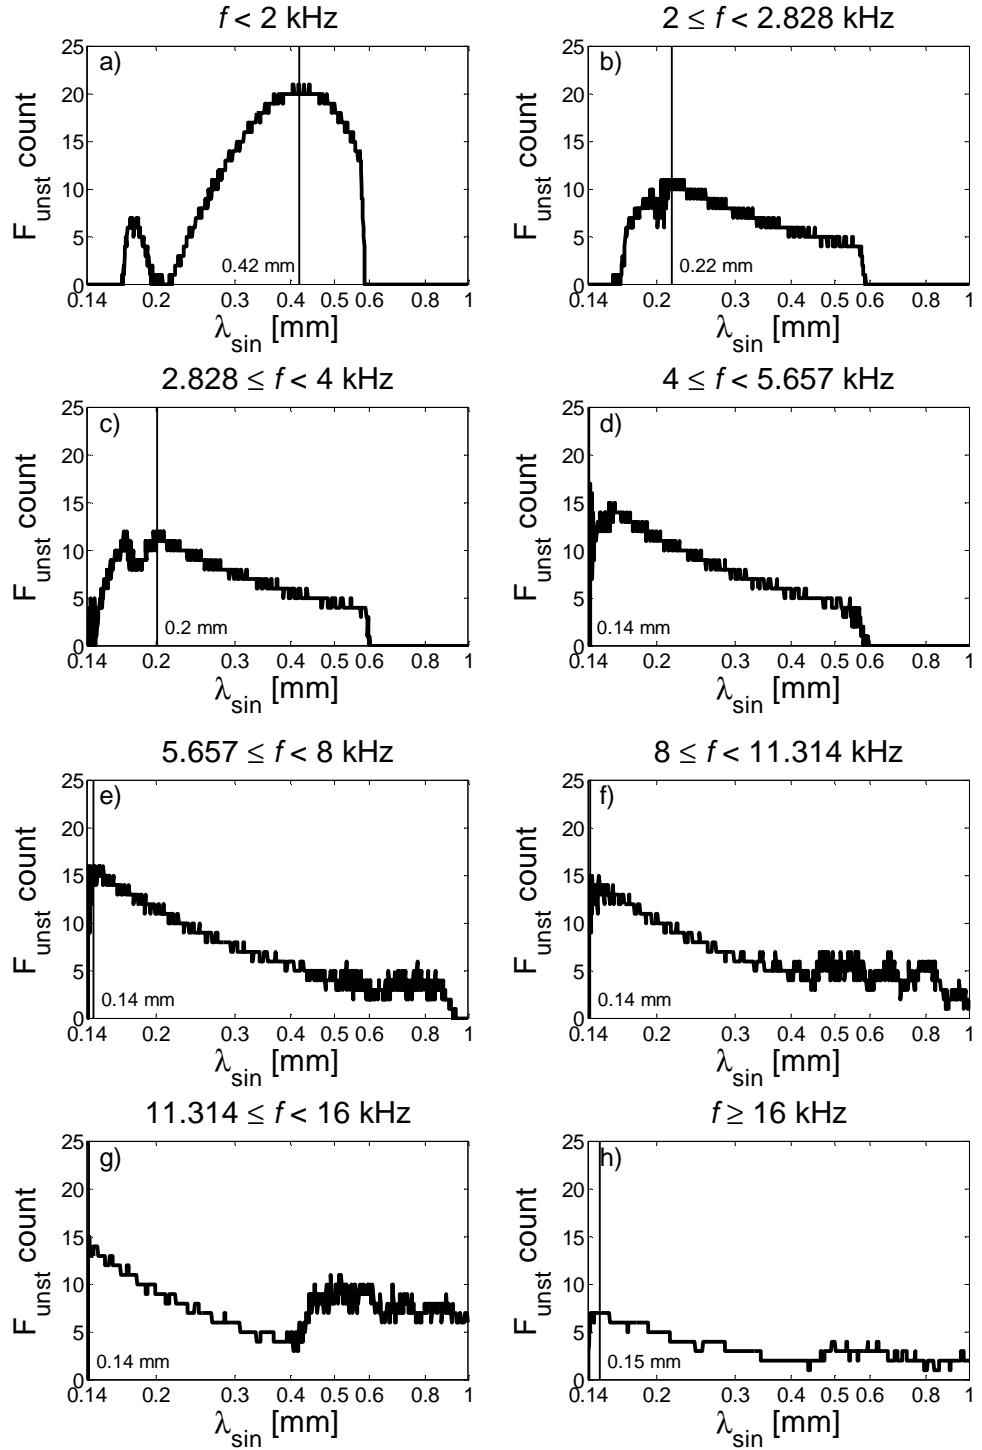 f < 2 kHz
a)
25
20
15
10
5
0
F_unst count
0.42 mm
0.14 0.2 0.3 0.4 0.5 0.6 0.8 1
λ_sin [mm]
2 ≤ f < 2.828 kHz
b)
25
20
15
10
5
0
F_unst count
0.22 mm
0.14 0.2 0.3 0.4 0.5 0.6 0.8 1
λ_sin [mm]
2.828 ≤ f < 4 kHz
c)
25
20
15
10
5
0
F_unst count
0.2 mm
0.14 0.2 0.3 0.4 0.5 0.6 0.8 1
λ_sin [mm]
4 ≤ f < 5.657 kHz
d)
25
20
15
10
5
0
F_unst count
0.14 mm
0.14 0.2 0.3 0.4 0.5 0.6 0.8 1
λ_sin [mm]
5.657 ≤ f < 8 kHz
e)
25
20
15
10
5
0
F_unst count
0.14 mm
0.14 0.2 0.3 0.4 0.5 0.6 0.8 1
λ_sin [mm]
8 ≤ f < 11.314 kHz
f)
25
20
15
10
5
0
F_unst count
0.14 mm
0.14 0.2 0.3 0.4 0.5 0.6 0.8 1
λ_sin [mm]
11.314 ≤ f < 16 kHz
g)
25
20
15
10
5
0
F_unst count
0.14 mm
0.14 0.2 0.3 0.4 0.5 0.6 0.8 1
λ_sin [mm]
f ≥ 16 kHz
h)
25
20
15
10
5
0
F_unst count
0.15 mm
0.14 0.2 0.3 0.4 0.5 0.6 0.8 1
λ_sin [mm]